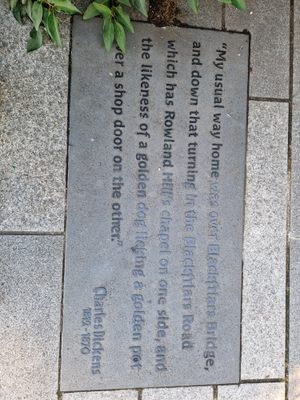 “My usual way home was over Blackfriars Bridge,
and down that turning in the Blackfriars Road
which has Rowland Hill's chapel on one side, and
the likeness of a golden dog licking a golden pot
over a shop door on the other.”
Charles Dickens
1812-1870